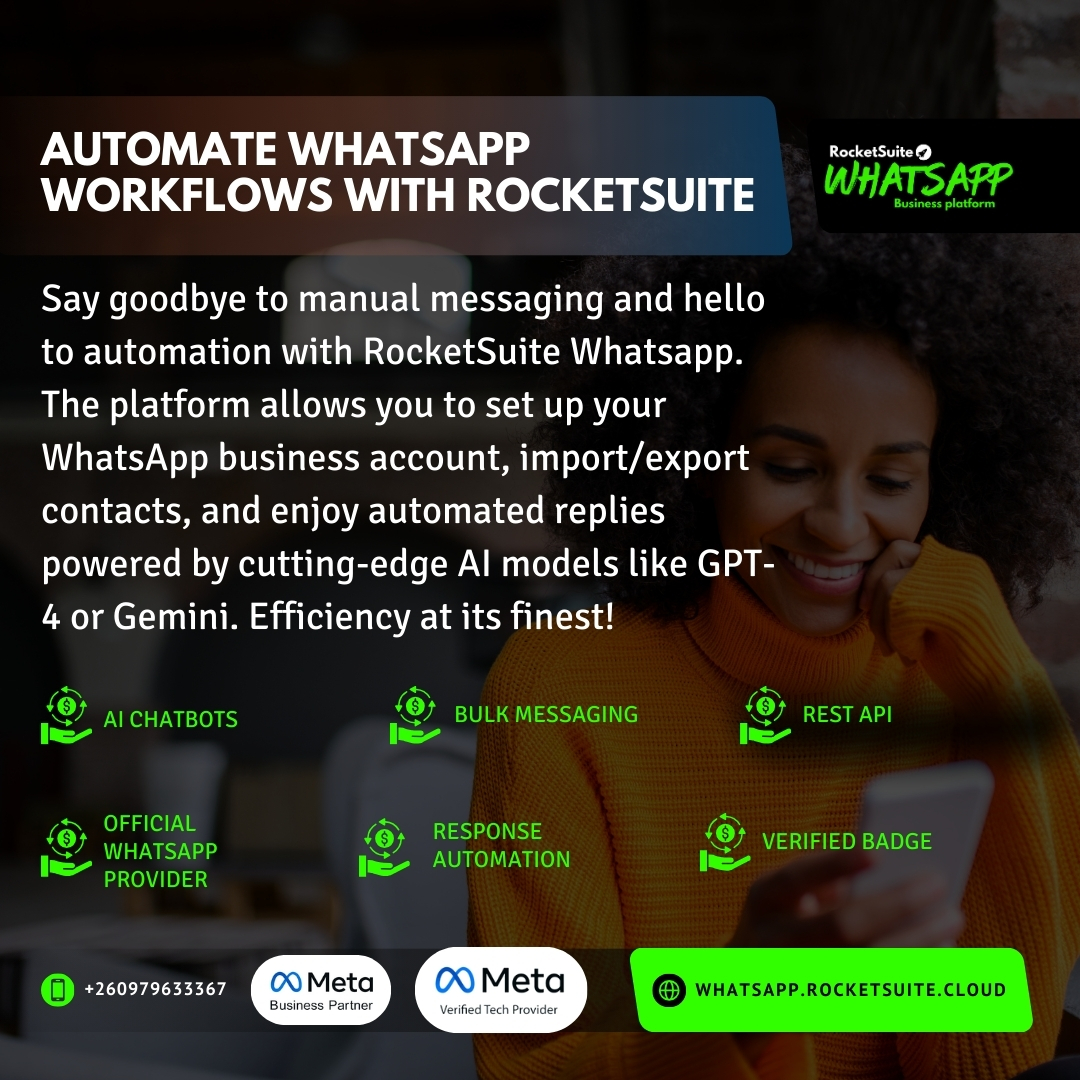 AUTOMATE WHATSAPP
WORKFLOWS WITH ROCKETSUITE
RocketSuite
WHATSAPP
Business platform
Say goodbye to manual messaging and hello
to automation with RocketSuite Whatsapp.
The platform allows you to set up your
WhatsApp business account, import/export
contacts, and enjoy automated replies
powered by cutting-edge AI models like GPT-
4 or Gemini. Efficiency at its finest!
AI CHATBOTS
BULK MESSAGING
REST API
OFFICIAL
WHATSAPP
PROVIDER
RESPONSE
AUTOMATION
VERIFIED BADGE
+260979633367
Meta
Business Partner
Meta
Verified Tech Provider
WHATSAPP.ROCKETSUITE.CLOUD